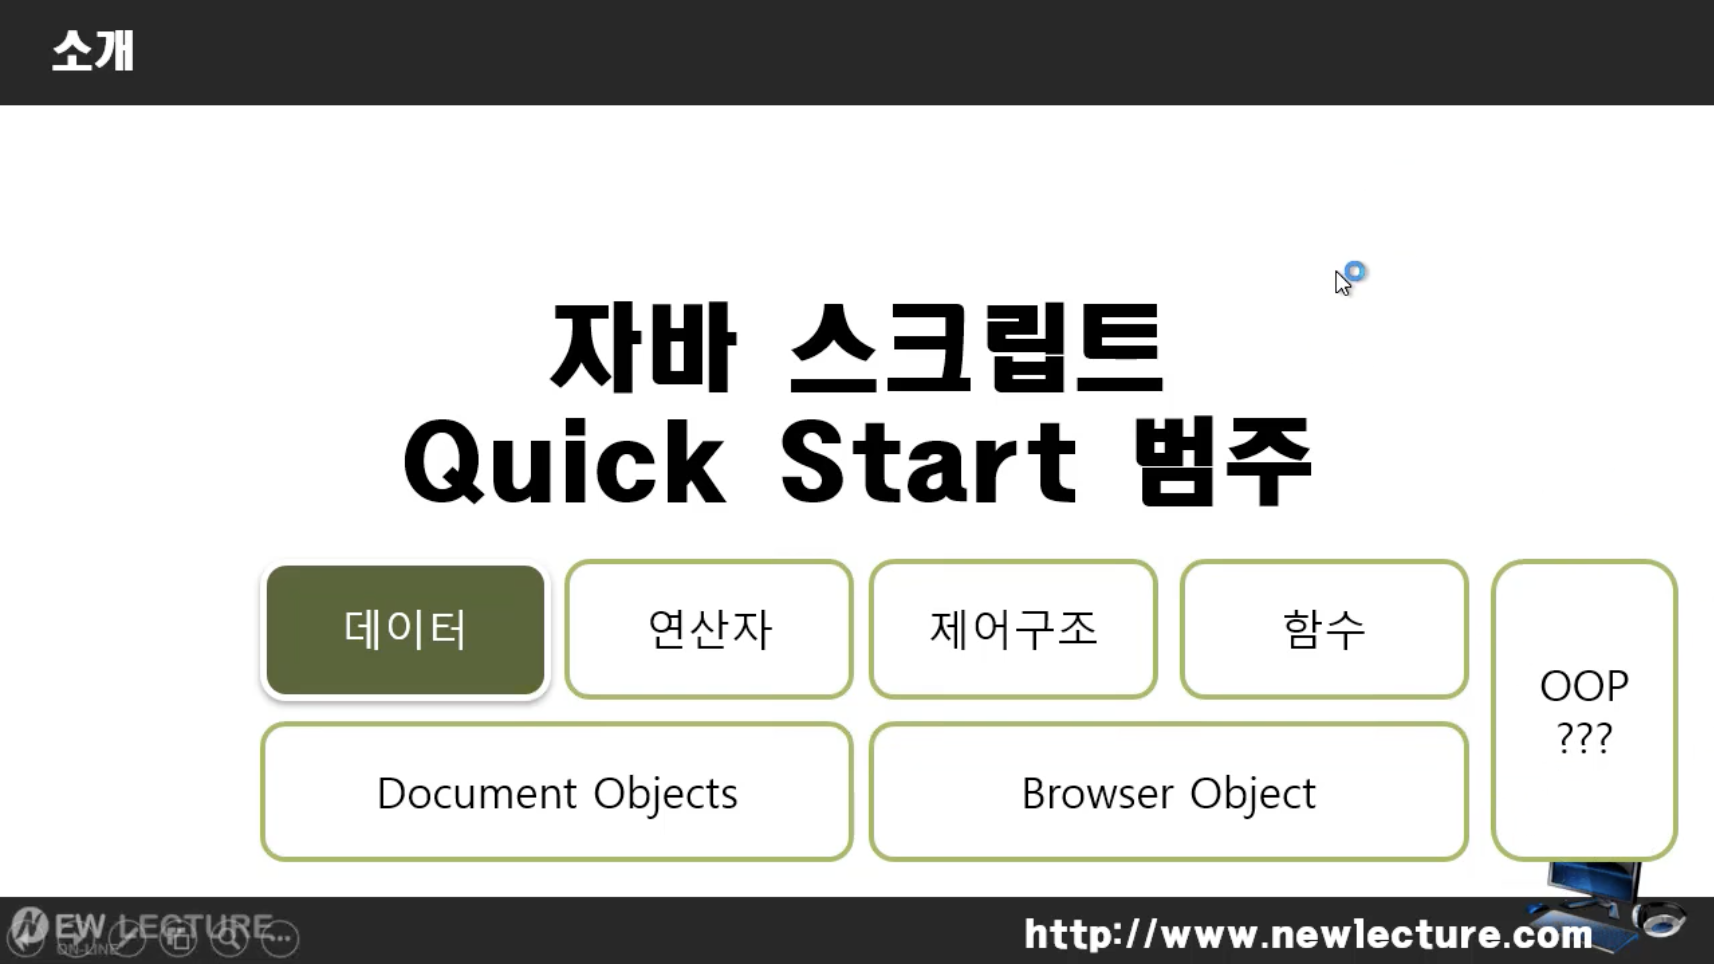 소개
자바 스크립트
Quick Start 범주
데이터
연산자
제어구조
함수
OOP
???
Document Objects
Browser Object
NEW LECTURE
ON-LINE
http://www.newlecture.com